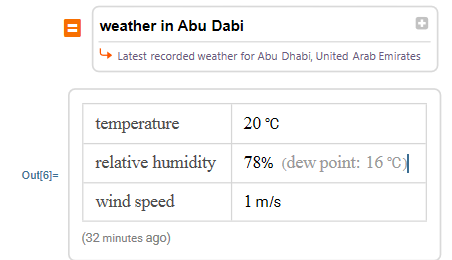 weather in Abu Dabi
Latest recorded weather for Abu Dhabi, United Arab Emirates
temperature 20 °C
relative humidity 78% (dew point: 16 °C)
Out[6]=
wind speed 1 m/s
(32 minutes ago)